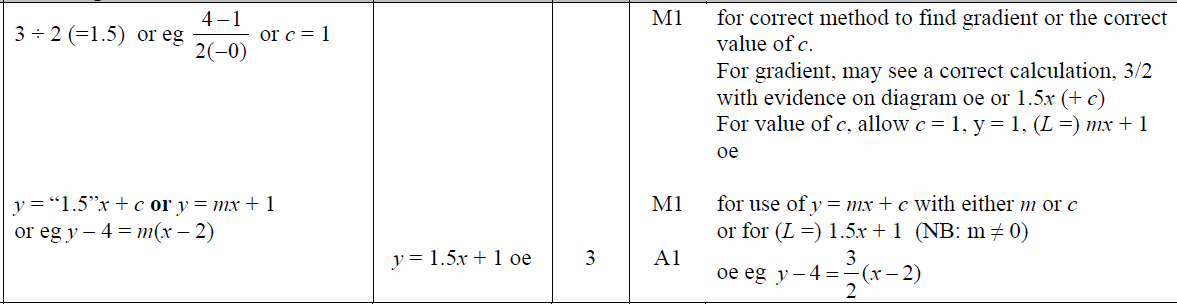 3 ÷ 2 (=1.5) or eg (4 – 1)/(2(–0)) or c = 1
M1 for correct method to find gradient or the correct
value of c.
For gradient, may see a correct calculation, 3/2
with evidence on diagram oe or 1.5x (+ c)
For value of c, allow c = 1, y = 1, (L =) mx + 1
oe
y = “1.5”x + c or y = mx + 1
or eg y – 4 = m(x – 2)
M1 for use of y = mx + c with either m or c
or for (L =) 1.5x + 1 (NB: m ≠ 0)
y = 1.5x + 1 oe
3
A1 oe eg y – 4 = 3/2 (x – 2)